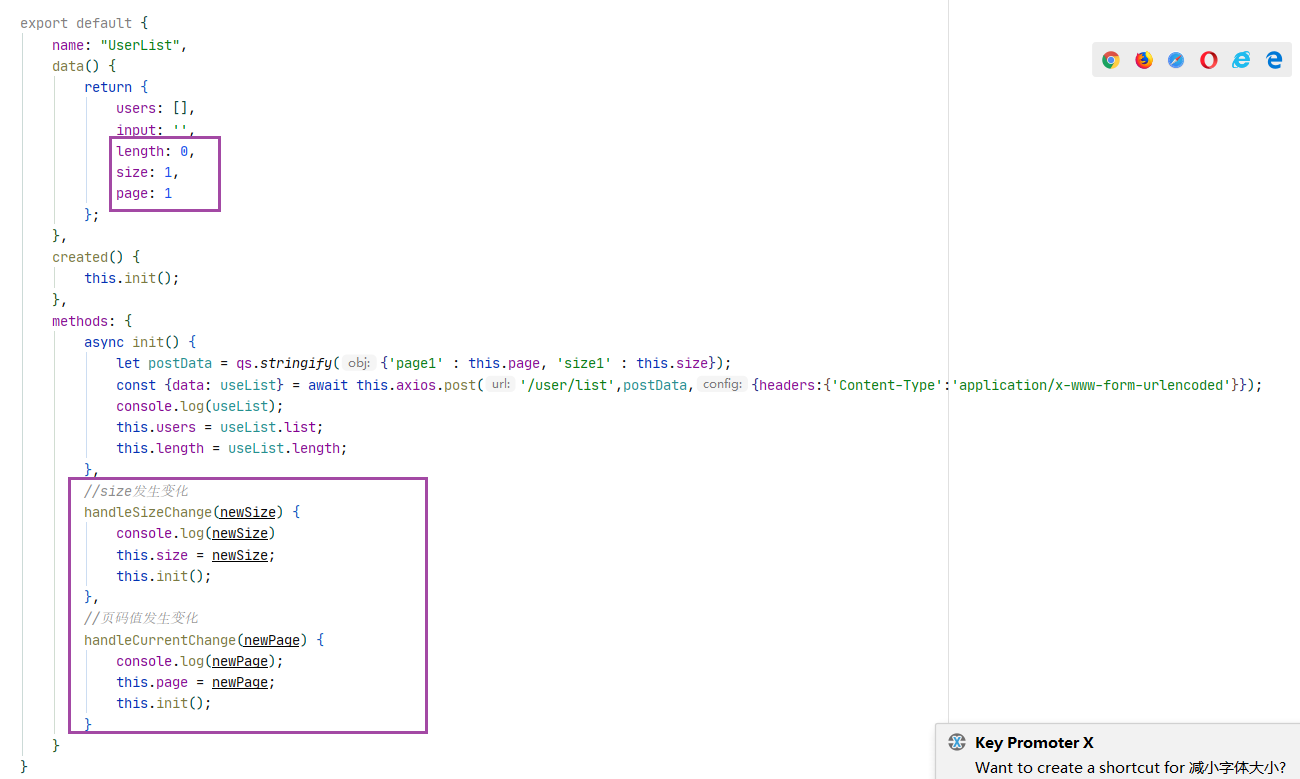 export default {
name: "UserList",
data() {
return {
users: [],
input: '',
length: 0,
size: 1,
page: 1
};
},
created() {
this.init();
},
methods: {
async init() {
let postData = qs.stringify( obj: {'page1' : this.page, 'size1' : this.size});
const {data: useList} = await this.axios.post( url: '/user/list',postData, config: {headers:{'Content-Type':'application/x-www-form-urlencoded'}});
console.log(useList);
this.users = useList.list;
this.length = useList.length;
},
//size发生变化
handleSizeChange(newSize) {
console.log(newSize)
this.size = newSize;
this.init();
},
//页码值发生变化
handleCurrentChange(newPage) {
console.log(newPage);
this.page = newPage;
this.init();
}
}
}
Key Promoter X
Want to create a shortcut for 减小字体大小?